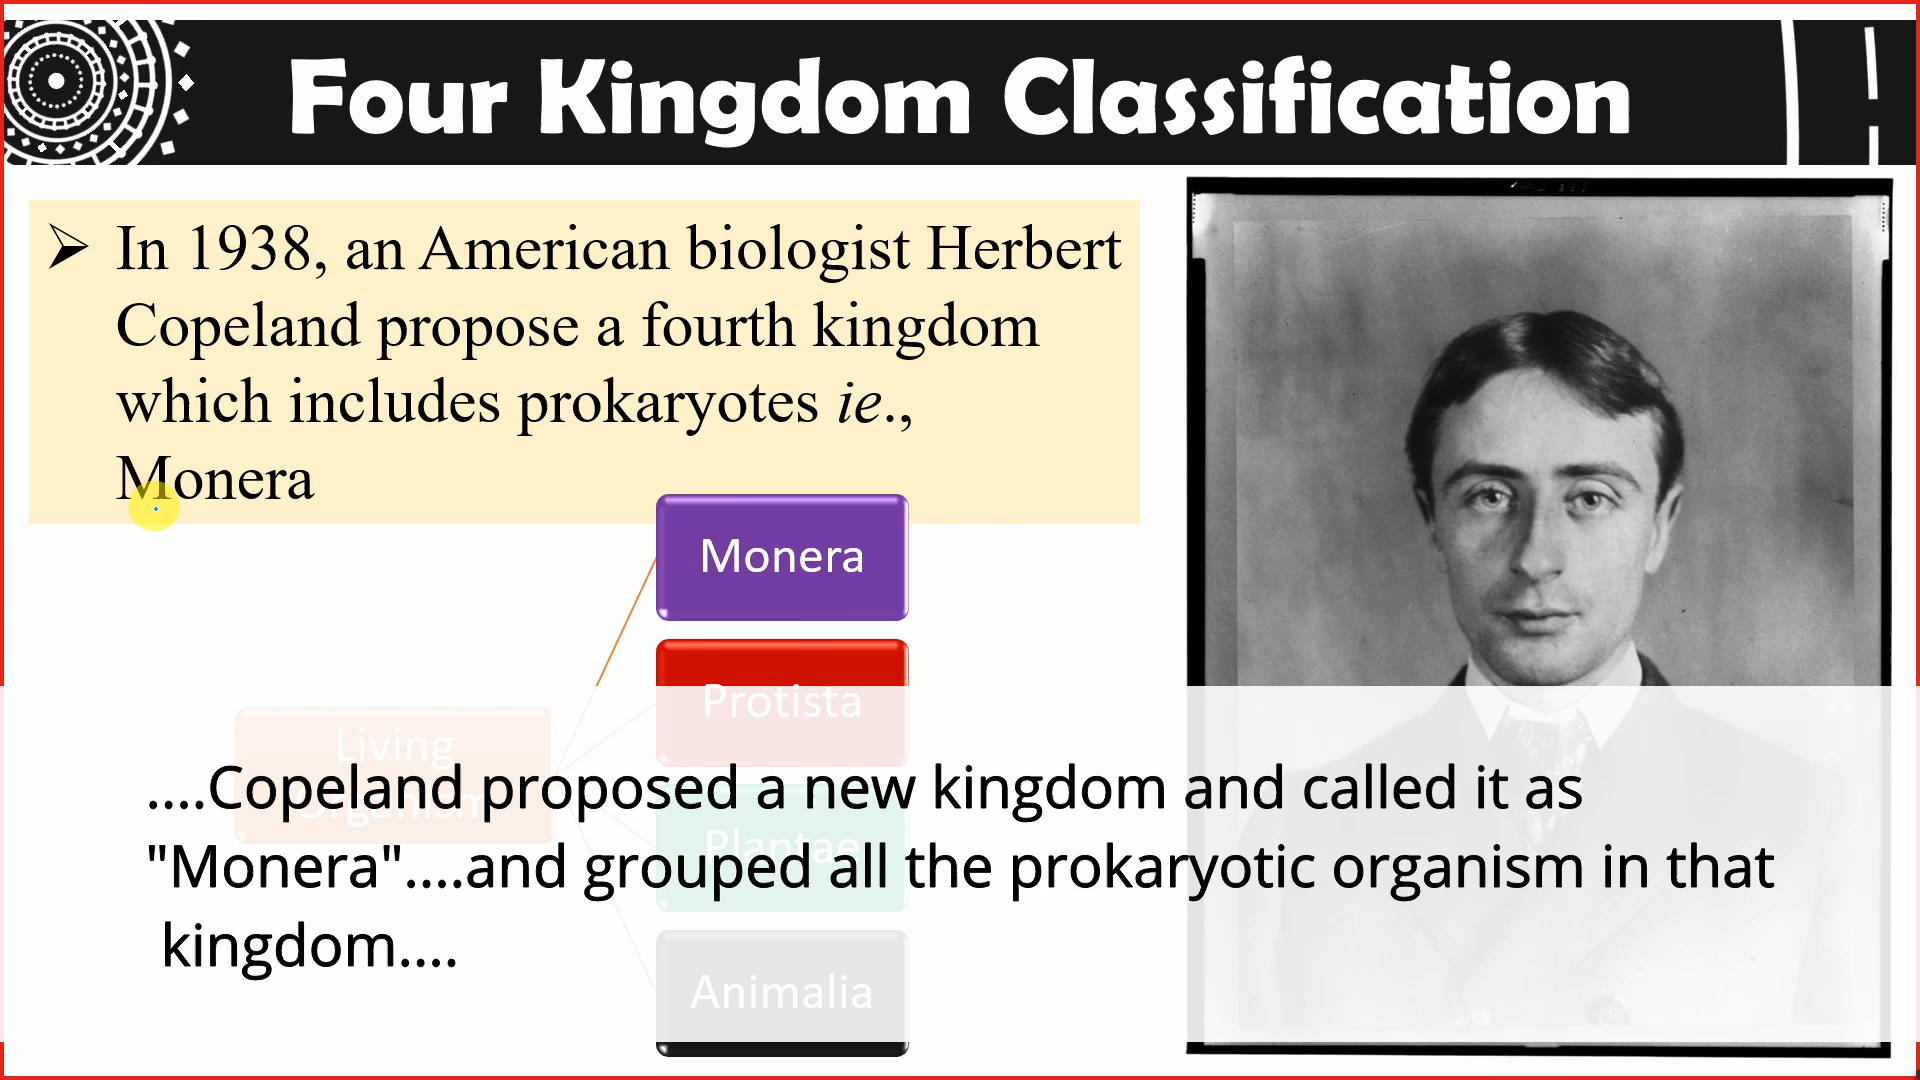 Four Kingdom Classification
➢ In 1938, an American biologist Herbert
Copeland propose a fourth kingdom
which includes prokaryotes ie.,
Monera
Monera
Protista
Living
Organism
Plantae
Animalia
....Copeland proposed a new kingdom and called it as
"Monera"....and grouped all the prokaryotic organism in that
kingdom....